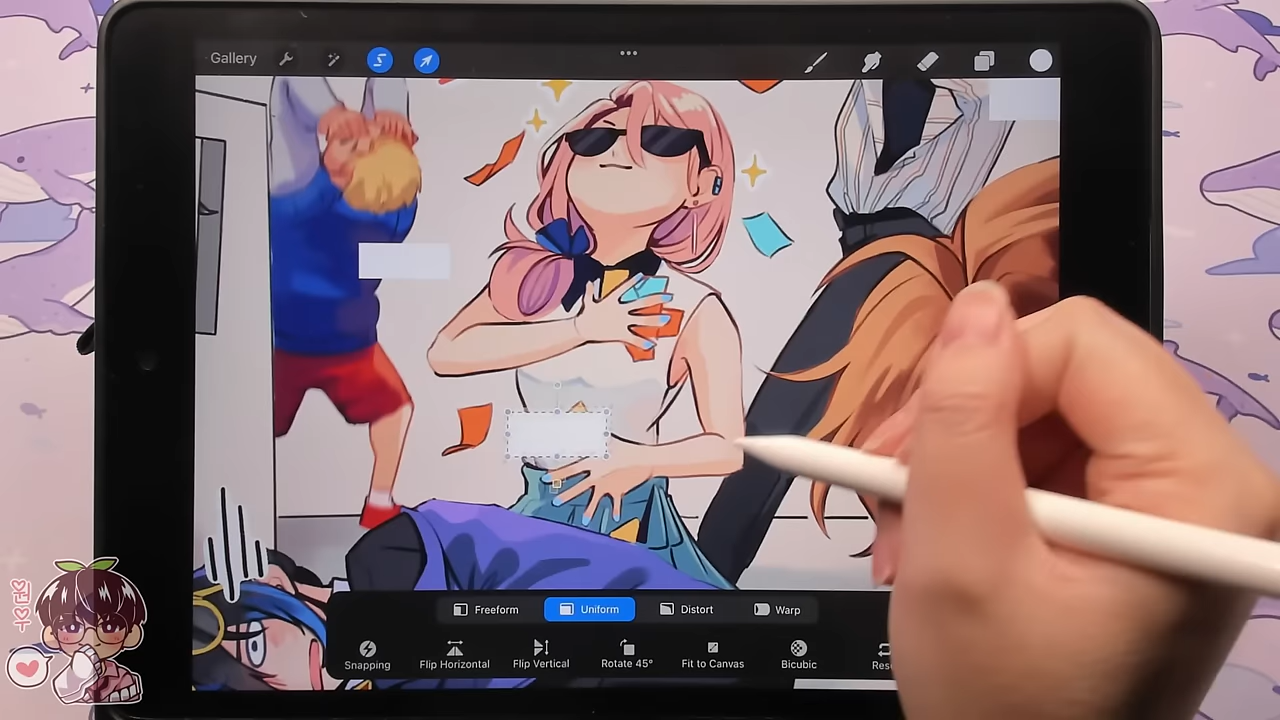 Gallery
Freeform
Uniform
Distort
Warp
Snapping
Flip Horizontal
Flip Vertical
Rotate 45°
Fit to Canvas
Bicubic